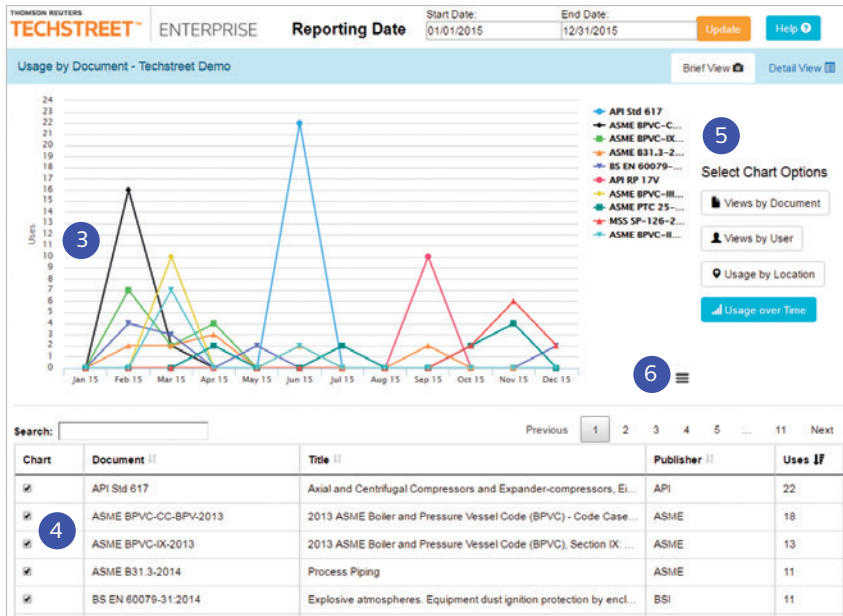 THOMSON REUTERS
TECHSTREET™ ENTERPRISE
Reporting Date
Start Date: End Date:
01/01/2015 12/31/2015 Update Help
Usage by Document - Techstreet Demo Brief View Detail View
24
23
22
21
20
19
18
17
16
15
14
13
12
11
10
9
8
7
6
5
4
3
2
1
0
Uses
Jan 15 Feb 15 Mar 15 Apr 15 May 15 Jun 15 Jul 15 Aug 15 Sep 15 Oct 15 Nov 15 Dec 15
3
API Std 617
ASME BPVC-C...
ASME BPVC-IX...
ASME B31.3-2...
BS EN 60079-...
API RP 17V
ASME BPVC-III...
ASME PTC 25-...
MSS SP-126-2...
ASME BPVC-II...
5
Select Chart Options
Views by Document
Views by User
Usage by Location
Usage over Time
6
Search: Previous 1 2 3 4 5 ... 11 Next
Chart Document Title Publisher Uses
API Std 617 Axial and Centrifugal Compressors and Expander-compressors, Ei... API 22
ASME BPVC-CC-BPV-2013 2013 ASME Boiler and Pressure Vessel Code (BPVC) - Code Case... ASME 18
4
ASME BPVC-IX-2013 2013 ASME Boiler and Pressure Vessel Code (BPVC), Section IX: ... ASME 13
ASME B31.3-2014 Process Piping ASME 11
BS EN 60079-31:2014 Explosive atmospheres. Equipment dust ignition protection by encl... BSI 11